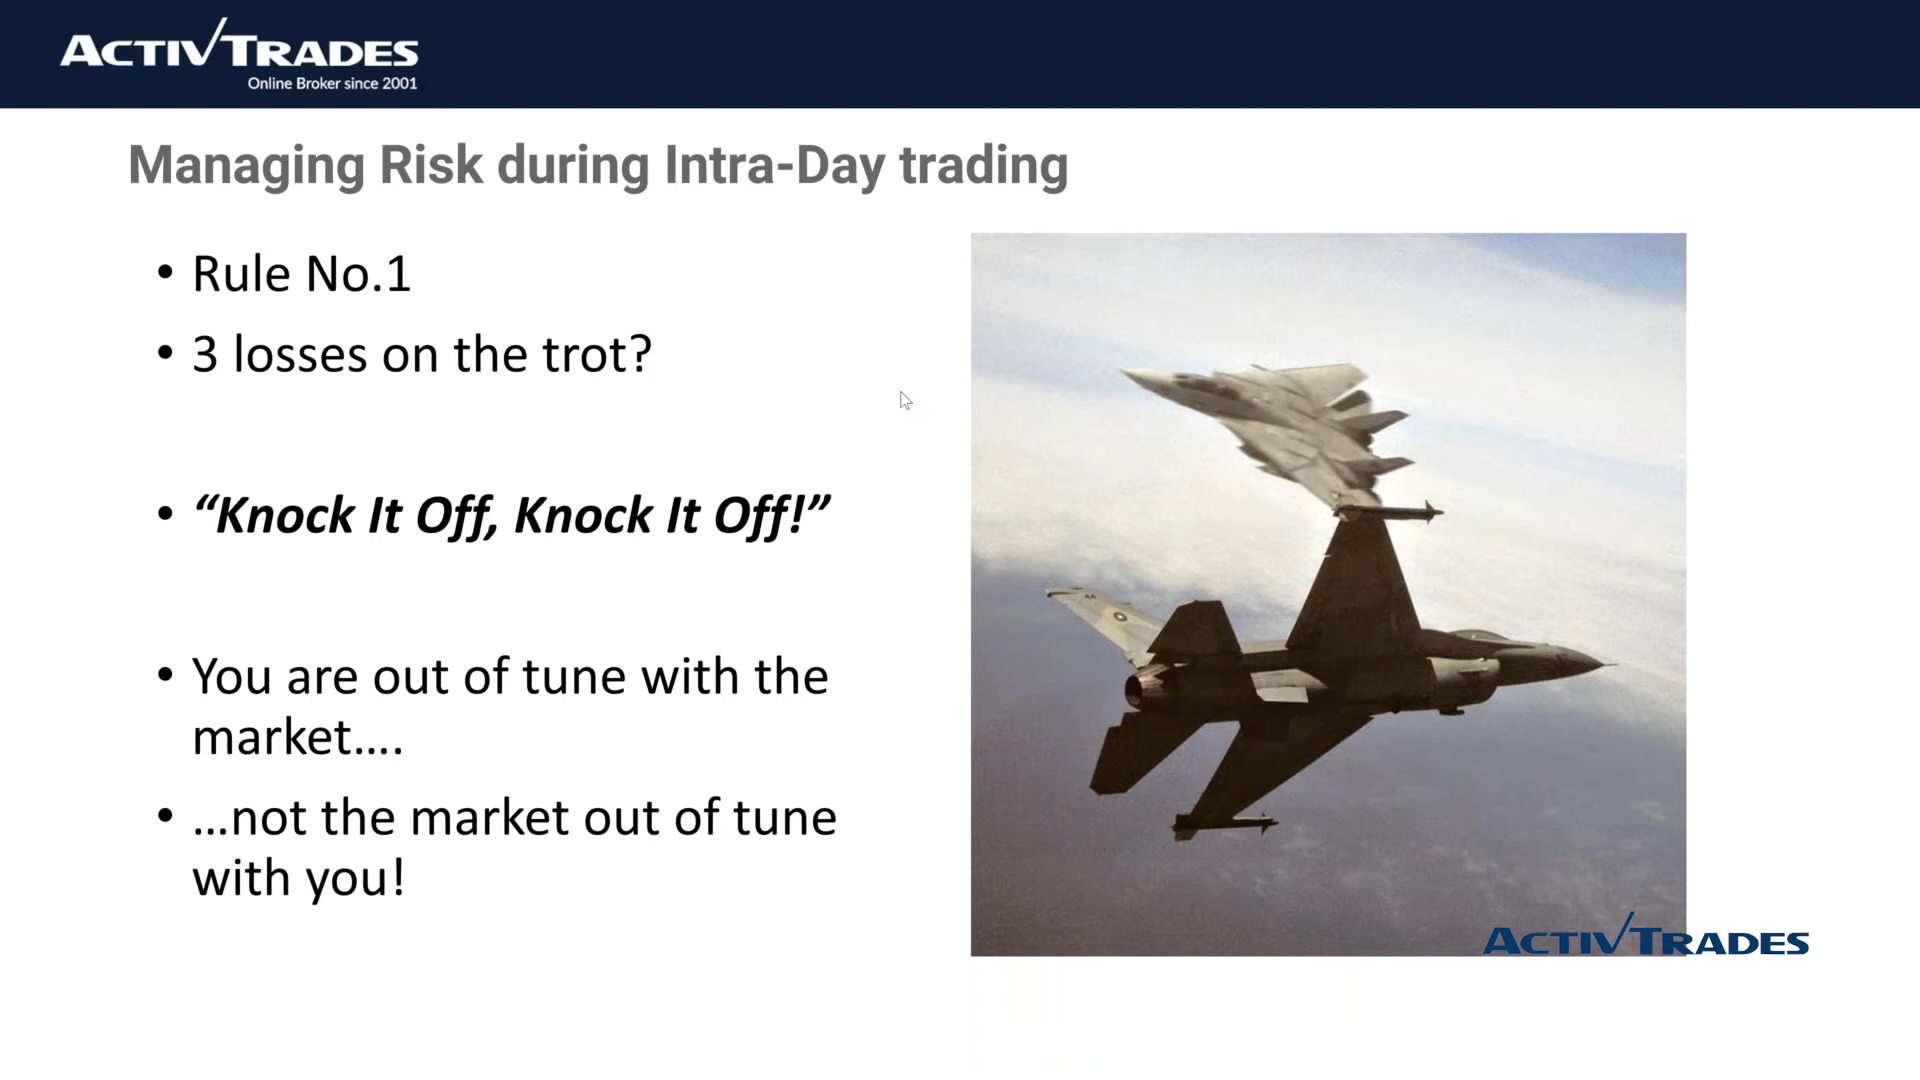 ACTIVTRADES
Online Broker since 2001
Managing Risk during Intra-Day trading
• Rule No.1
• 3 losses on the trot?
• “Knock It Off, Knock It Off!”
• You are out of tune with the
market....
• ...not the market out of tune
with you!
ACTIVTRADES